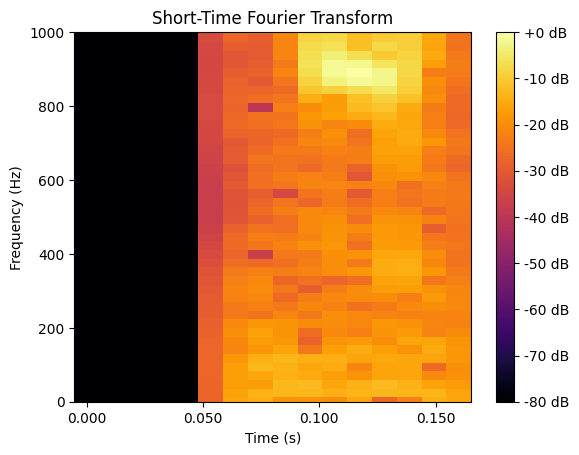 Short-Time Fourier Transform
1000
800
600
400
200
0
Frequency (Hz)
0.000
0.050
0.100
0.150
Time (s)
+0 dB
-10 dB
-20 dB
-30 dB
-40 dB
-50 dB
-60 dB
-70 dB
-80 dB